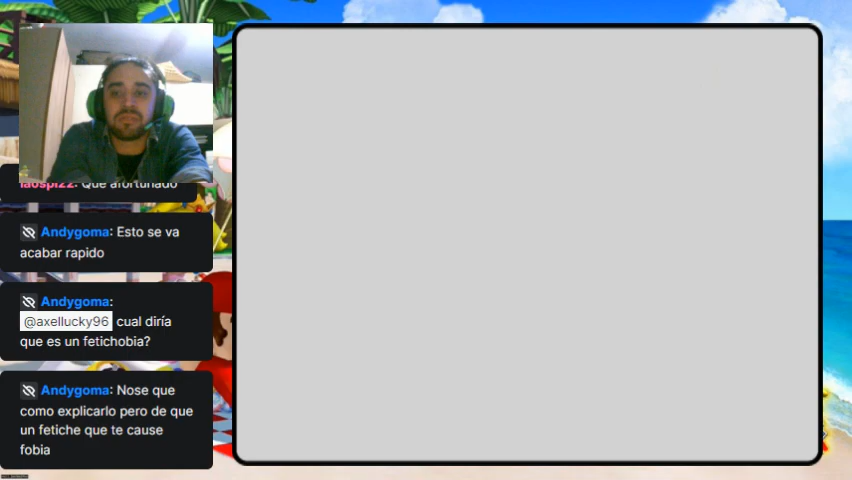 laospi22: Que afortunado
Andygoma: Esto se va
acabar rapido
Andygoma:
@axellucky96 cual diría
que es un fetichobia?
Andygoma: Nose que
como explicarlo pero de que
un fetiche que te cause
fobia